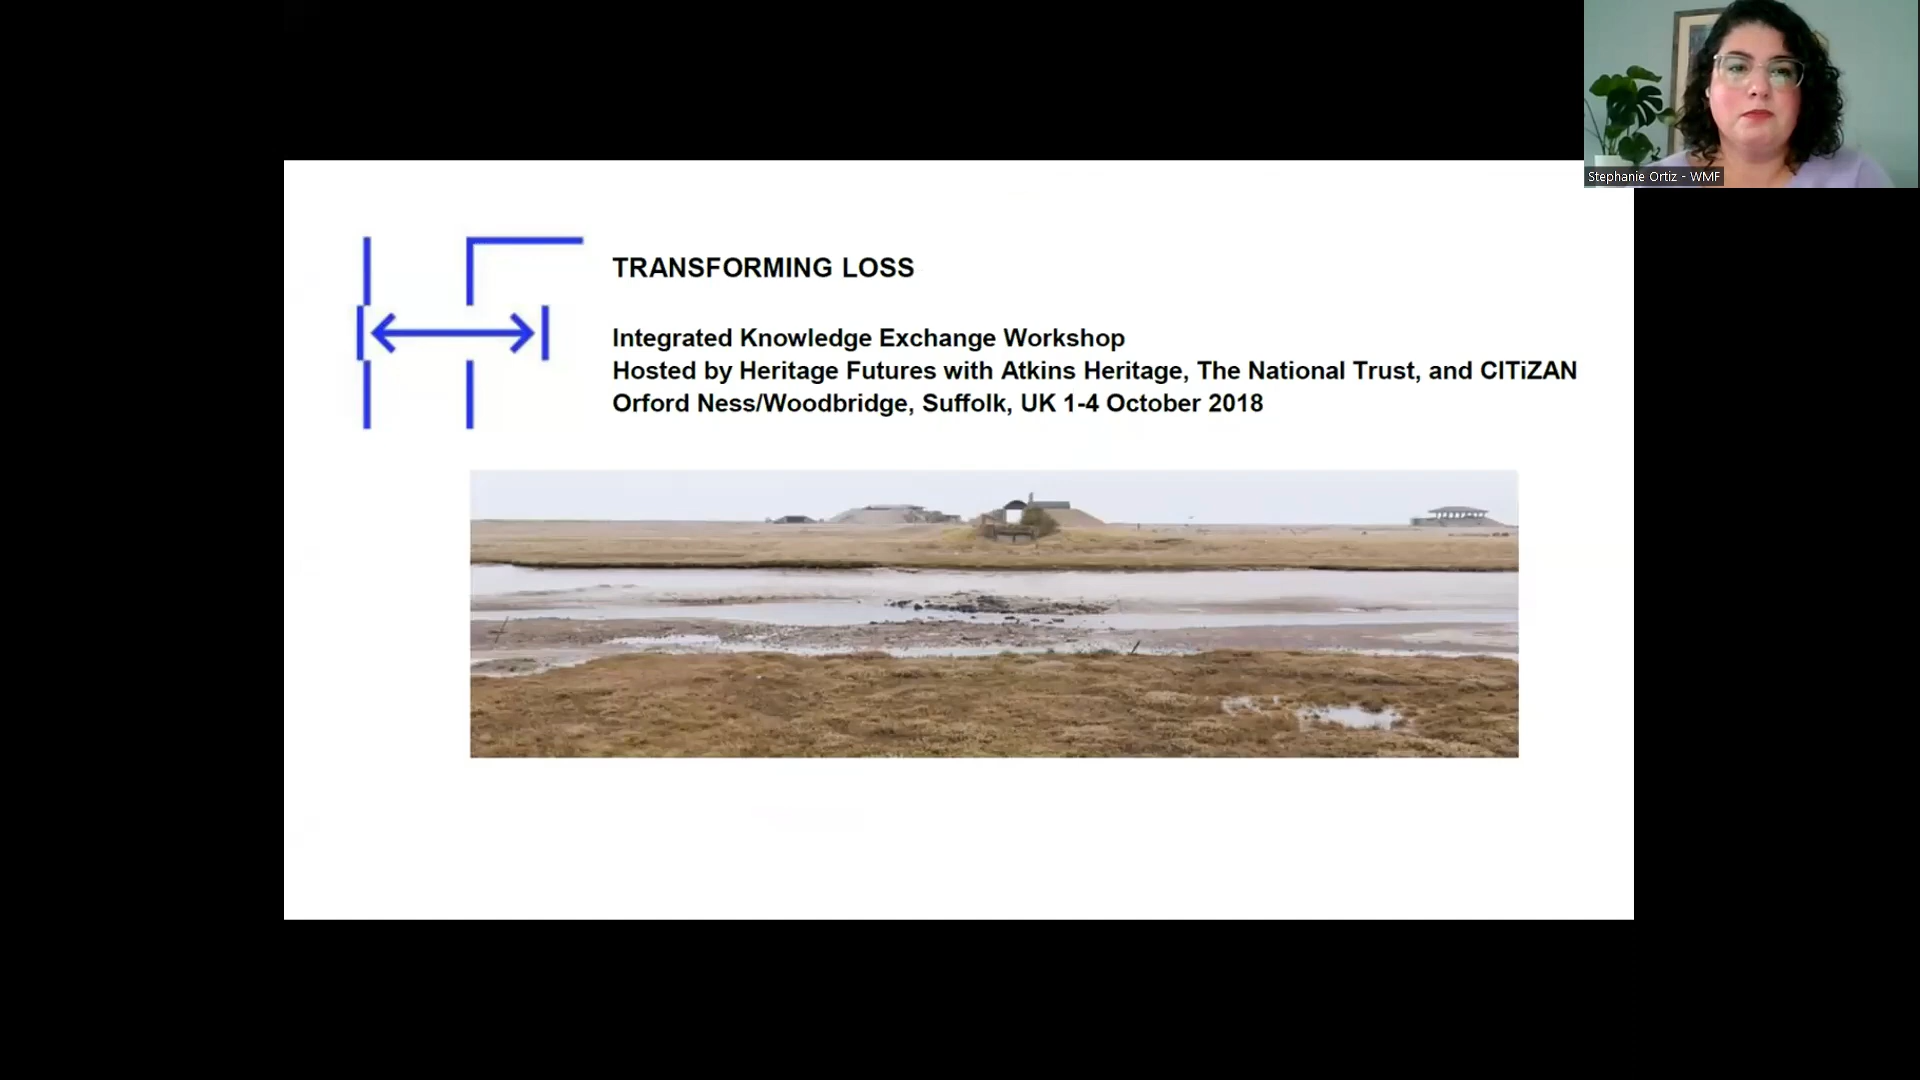 Stephanie Ortiz - WMF
TRANSFORMING LOSS
Integrated Knowledge Exchange Workshop
Hosted by Heritage Futures with Atkins Heritage, The National Trust, and CITiZAN
Orford Ness/Woodbridge, Suffolk, UK 1-4 October 2018